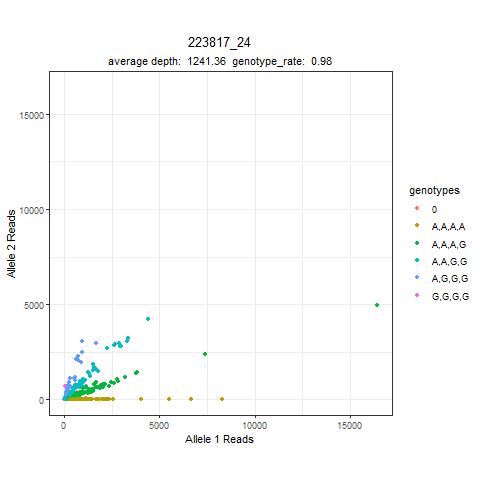 223817_24
average depth:  1241.36  genotype_rate:  0.98
15000
10000
5000
0
0
5000
10000
15000
Allele 1 Reads
Allele 2 Reads
genotypes
0
A,A,A,A
A,A,A,G
A,A,G,G
A,G,G,G
G,G,G,G